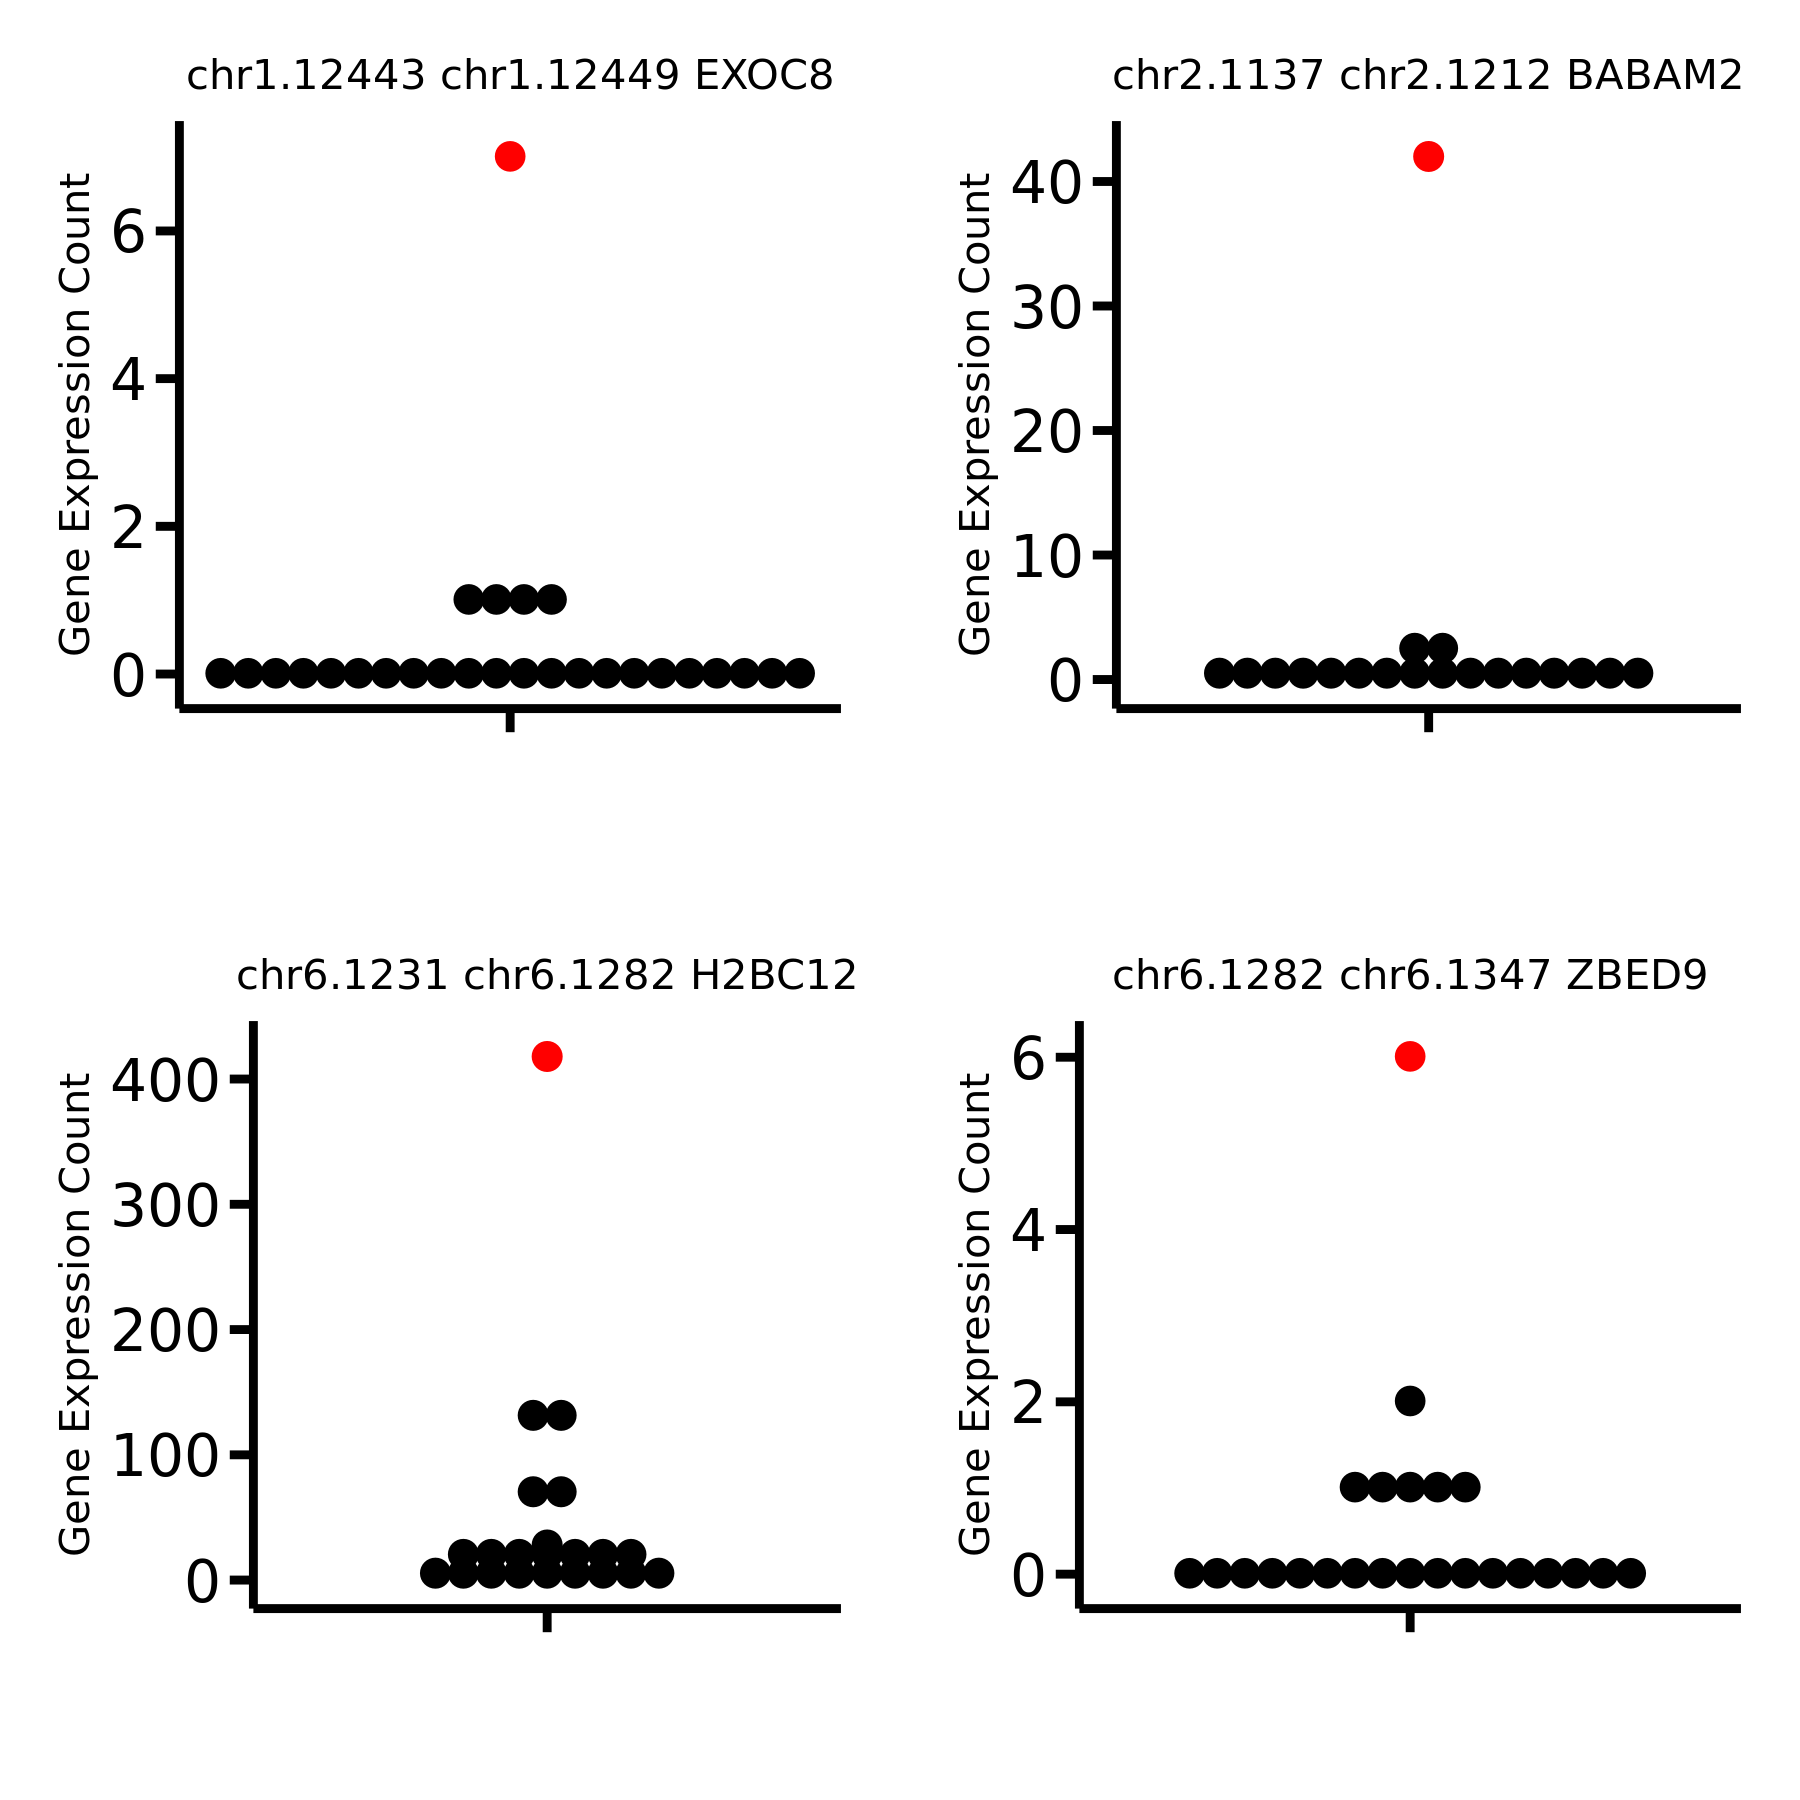 chr1.12443 chr1.12449 EXOC8
Gene Expression Count
6
4
2
0
chr2.1137 chr2.1212 BABAM2
Gene Expression Count
40
30
20
10
0
chr6.1231 chr6.1282 H2BC12
Gene Expression Count
400
300
200
100
0
chr6.1282 chr6.1347 ZBED9
Gene Expression Count
6
4
2
0